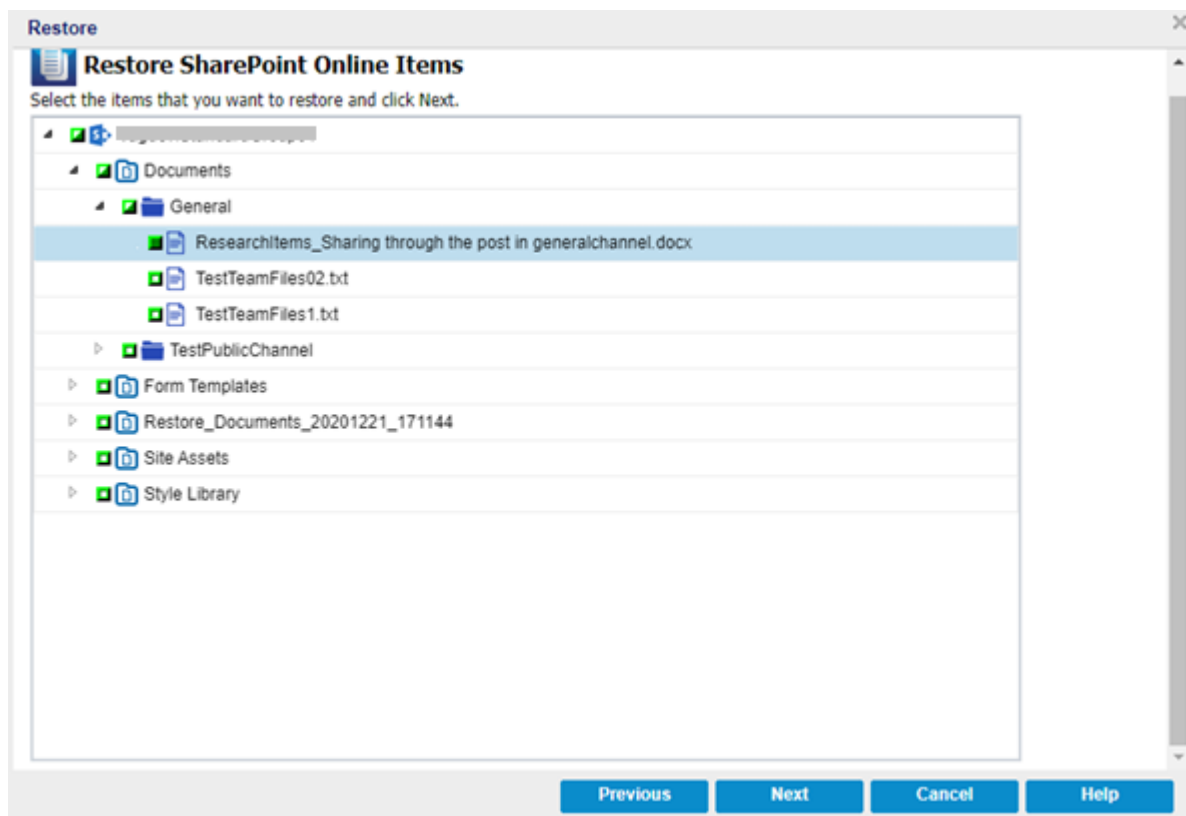 Restore
Restore SharePoint Online Items
Select the items that you want to restore and click Next.
Documents
General
ResearchItems_Sharing through the post in generalchannel.docx
TestTeamFiles02.txt
TestTeamFiles1.txt
TestPublicChannel
Form Templates
Restore_Documents_20201221_171144
Site Assets
Style Library
Previous Next Cancel Help